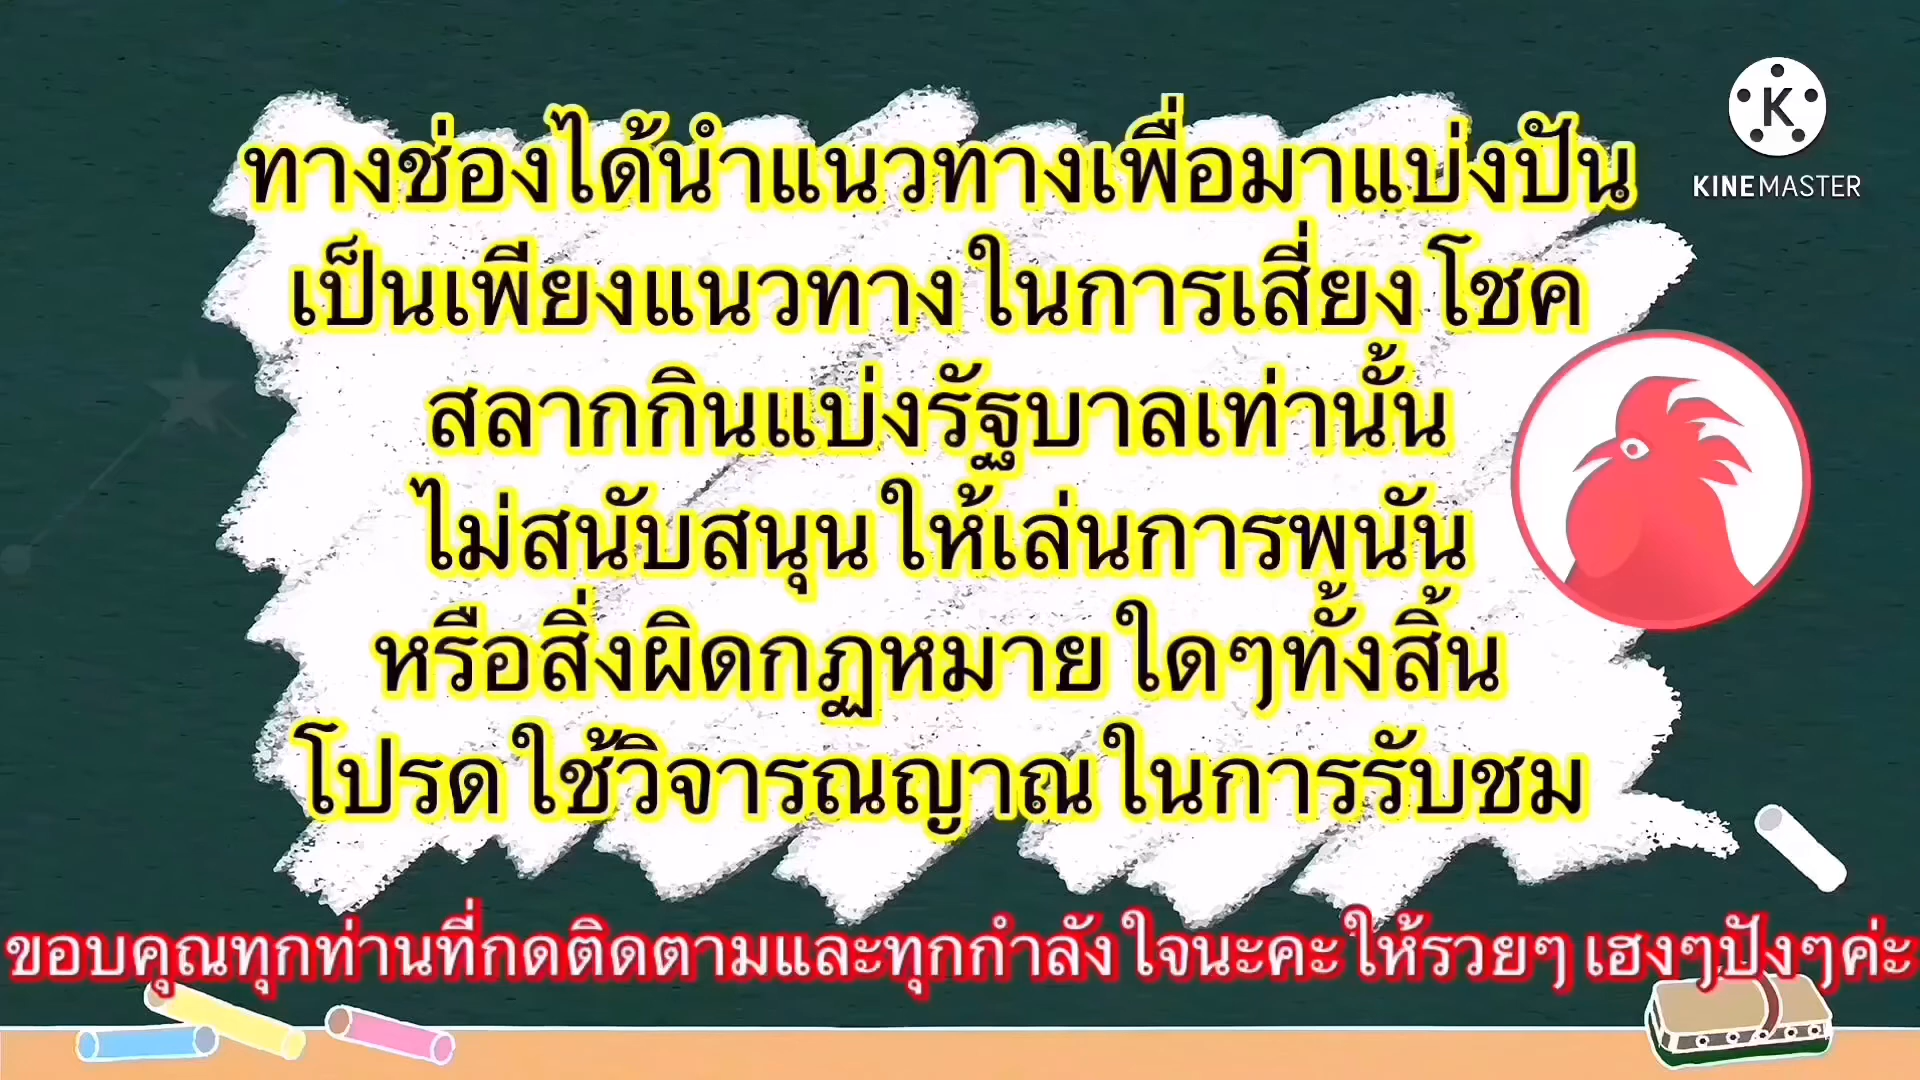 K
KINEMASTER
ทางช่องได้นำแนวทางเพื่อมาแบ่งปัน
เป็นเพียงแนวทางในการเสี่ยงโชค
สลากกินแบ่งรัฐบาลเท่านั้น
ไม่สนับสนุนให้เล่นการพนัน
หรือสิ่งผิดกฏหมายใดๆทั้งสิ้น
โปรดใช้วิจารณญาณในการรับชม
ขอบคุณทุกท่านที่กดติดตามและทุกกำลังใจนะคะให้รวยๆเฮงๆปังๆค่ะ